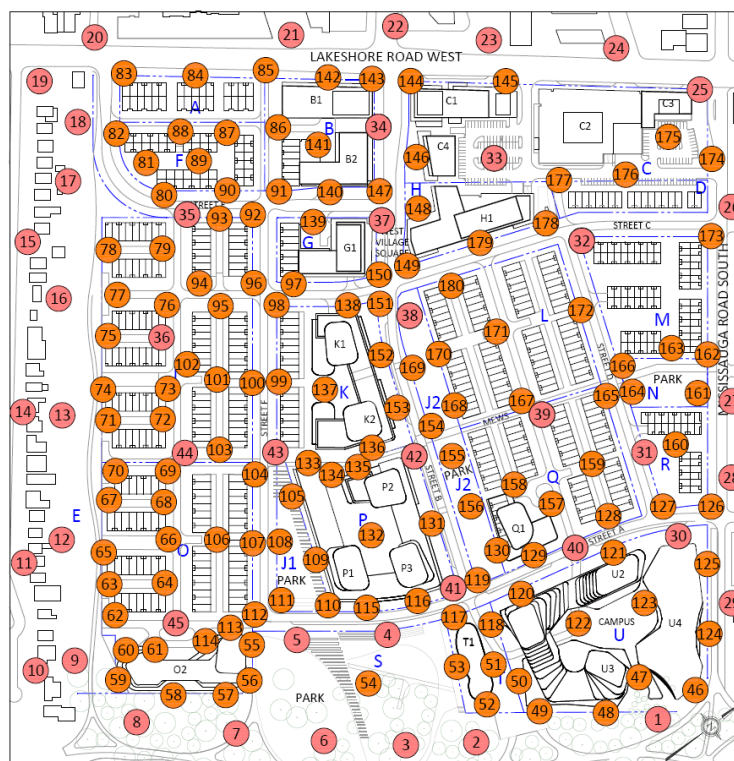 20 21 22 23 24
LAKESHORE ROAD WEST
19 83 84 85 142 143 144 145 25
A B1 C1 C3
18 82 88 87 86 B 34 C2 175
81 F 89 141 B2 C4 33 174
146 C
17 80 90 91 140 147 H 177 176 D
STREET E
35 93 92 139 37 148 H1 178 26
G G1 WEST VILLAGE SQUARE STREET C
15 78 79 179 32 173
94 96 97 150 149
16 77 76 95 98 138 151 38 180 172
75 36 K1 L M
171
102 152 170 163 162
74 73 101 100 99 137 K 169 166
PARK
14 13 71 72 K2 153 J2 168 167 165 164 N 161 27
STREET F MEWS 39 MISSISSAUGA ROAD SOUTH
154
103 44 43 136 42 155 31 160
70 69 104 133 134 135 PARK 159 R 28
67 68 105 P2 STREET B J2 158 Q
E 156 157 127 126
P 131 Q1 128
12 66 O 106 107 108 132 STREET A 30
65 J1 109 130 129 40 121 125
11 63 64 P1 P3 U2
PARK 41 119
62 111 110 115 116 120 123 29
112 117 118 122 CAMPUS U4
45 113 5 4 U 124
60 61 114 55 T1
9 O2 S 53 51 U3
10 59 56 54 I 50 47 46
58 57 PARK 52 49 48
8 7 6 3 2 1